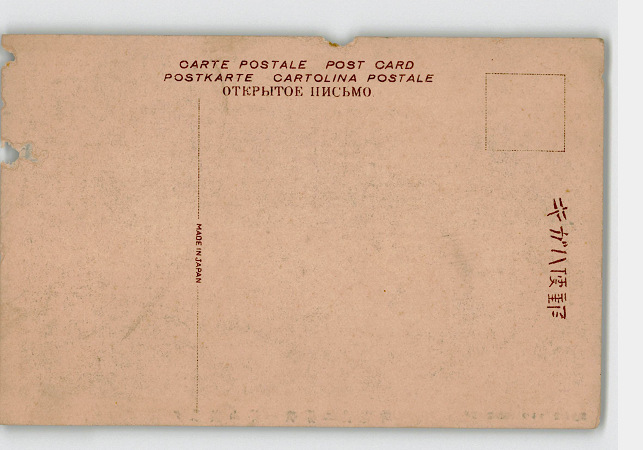 CARTE POSTALE POST CARD
POSTKARTE CARTOLINA POSTALE
ОТКРЫТОЕ ПИСЬМО
MADE IN JAPAN
郵便ハガキ